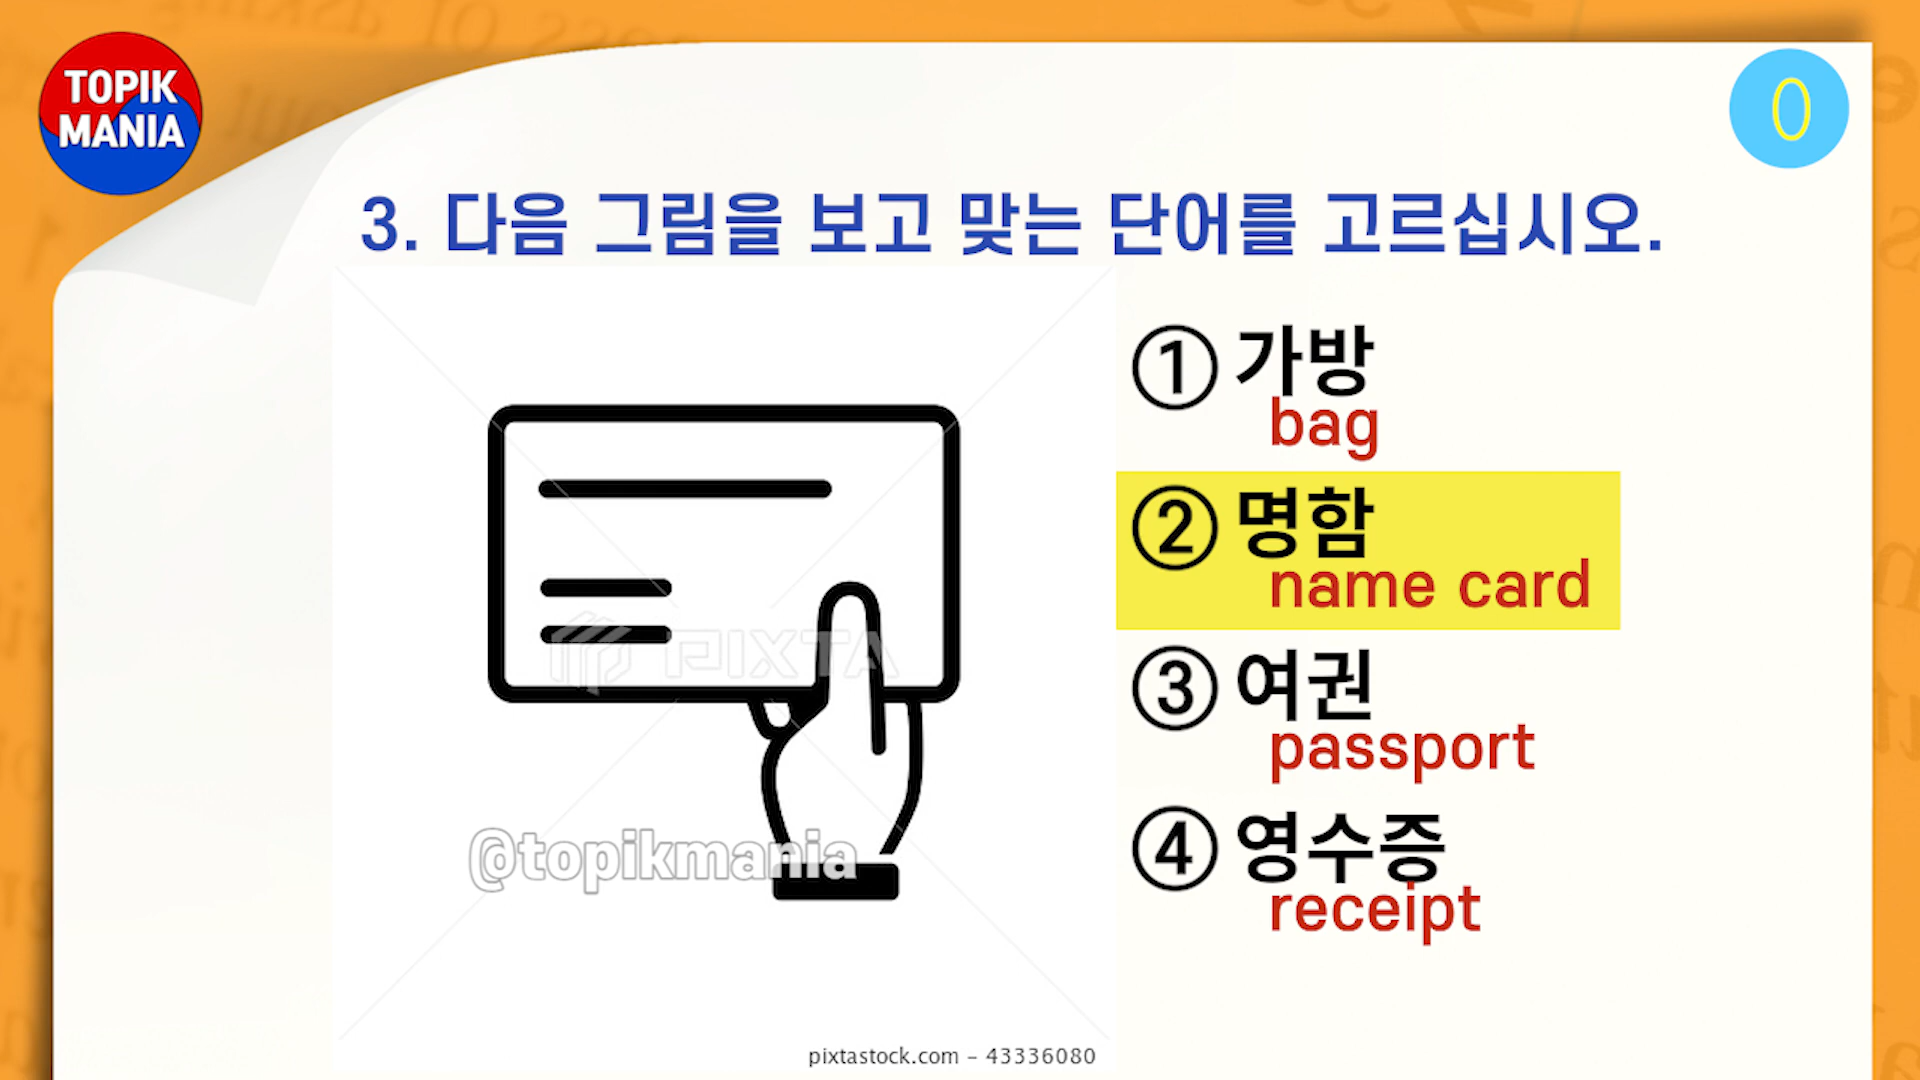 TOPIK
MANIA
0
3. 다음 그림을 보고 맞는 단어를 고르십시오.
① 가방
bag
② 명함
name card
③ 여권
passport
④ 영수증
receipt
PIXTA
@topikmania
pixtastock.com - 43336080